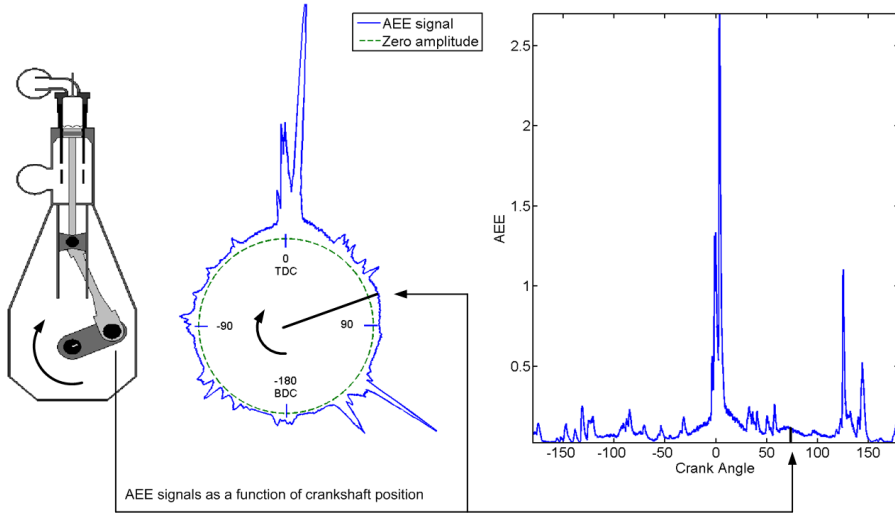 AEE signal
Zero amplitude
0
TDC
-90
90
-180
BDC
2.5
2
1.5
1
0.5
AEE
-150
-100
-50
0
50
100
150
Crank Angle
AEE signals as a function of crankshaft position